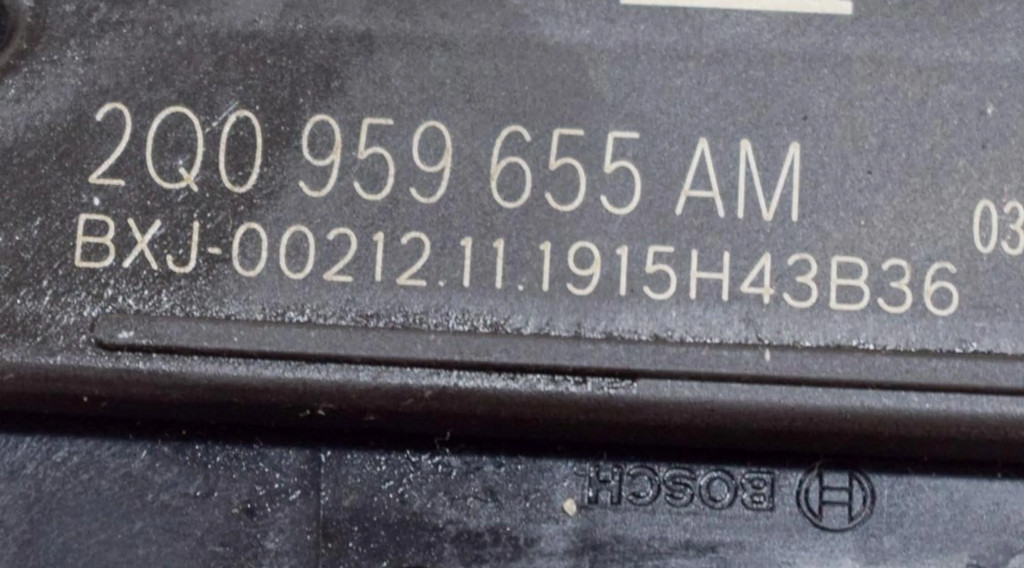 2Q0 959 655 AM
03
BXJ-00212.11.1915H43B36
BOSCH